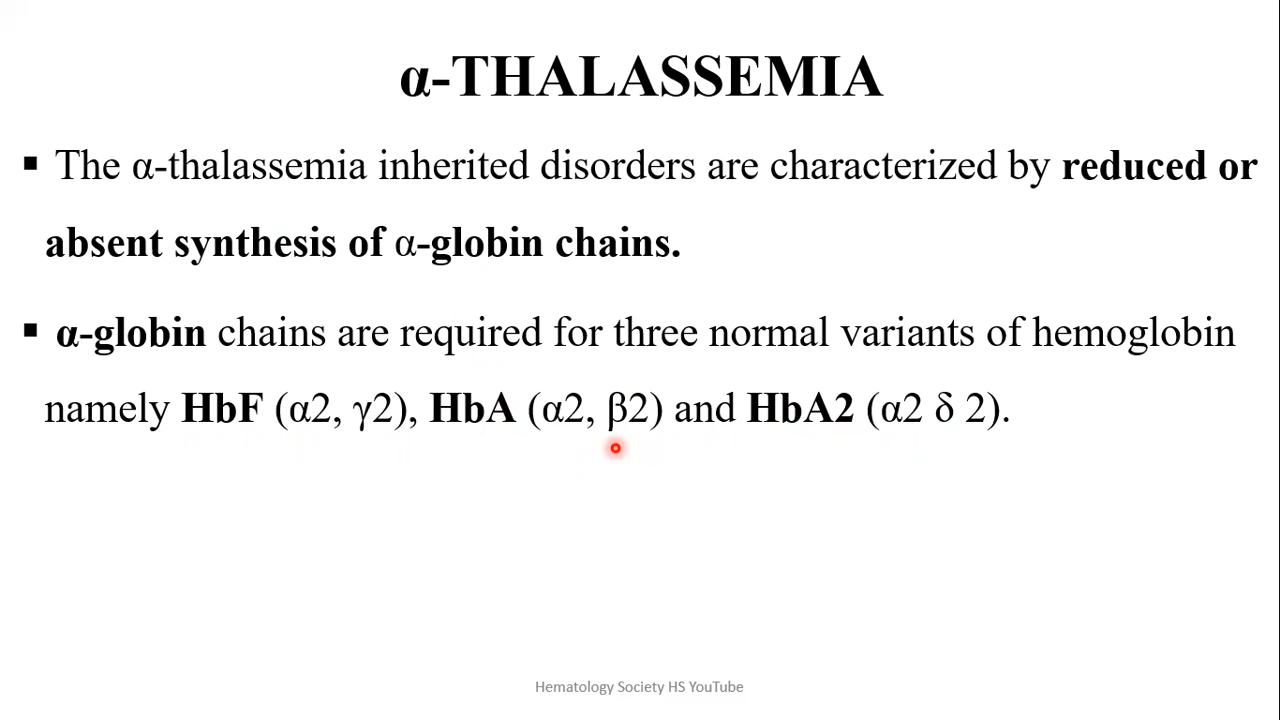 α-THALASSEMIA
▪ The α-thalassemia inherited disorders are characterized by reduced or
absent synthesis of α-globin chains.
▪ α-globin chains are required for three normal variants of hemoglobin
namely HbF (α2, γ2), HbA (α2, β2) and HbA2 (α2 δ 2).
Hematology Society HS YouTube